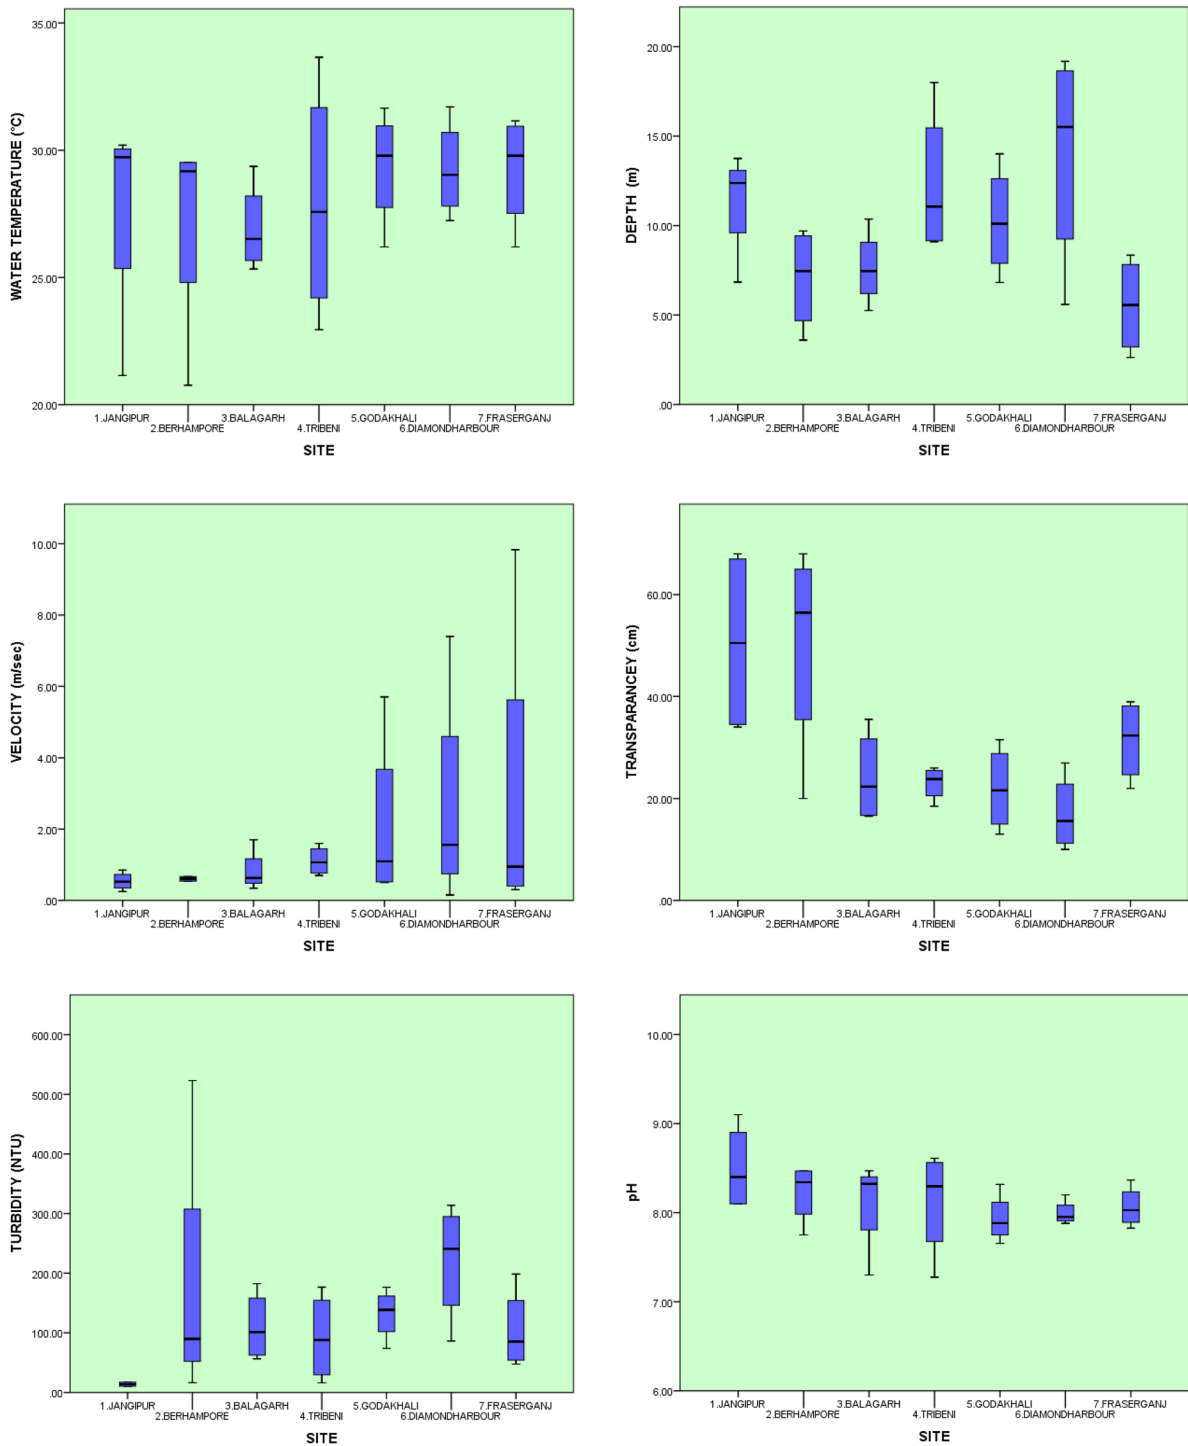 35.00
30.00
25.00
20.00
WATER TEMPERATURE (°C)
1.JANGIPUR 3.BALAGARH 5.GODAKHALI 7.FRASERGANJ
2.BERHAMPORE 4.TRIBENI 6.DIAMONDHARBOUR
SITE
20.00
15.00
10.00
5.00
.00
DEPTH (m)
1.JANGIPUR 3.BALAGARH 5.GODAKHALI 7.FRASERGANJ
2.BERHAMPORE 4.TRIBENI 6.DIAMONDHARBOUR
SITE
10.00
8.00
6.00
4.00
2.00
.00
VELOCITY (m/sec)
1.JANGIPUR 3.BALAGARH 5.GODAKHALI 7.FRASERGANJ
2.BERHAMPORE 4.TRIBENI 6.DIAMONDHARBOUR
SITE
60.00
40.00
20.00
.00
TRANSPARANCEY (cm)
1.JANGIPUR 3.BALAGARH 5.GODAKHALI 7.FRASERGANJ
2.BERHAMPORE 4.TRIBENI 6.DIAMONDHARBOUR
SITE
600.00
500.00
400.00
300.00
200.00
100.00
.00
TURBIDITY (NTU)
1.JANGIPUR 3.BALAGARH 5.GODAKHALI 7.FRASERGANJ
2.BERHAMPORE 4.TRIBENI 6.DIAMONDHARBOUR
SITE
10.00
9.00
8.00
7.00
6.00
pH
1.JANGIPUR 3.BALAGARH 5.GODAKHALI 7.FRASERGANJ
2.BERHAMPORE 4.TRIBENI 6.DIAMONDHARBOUR
SITE